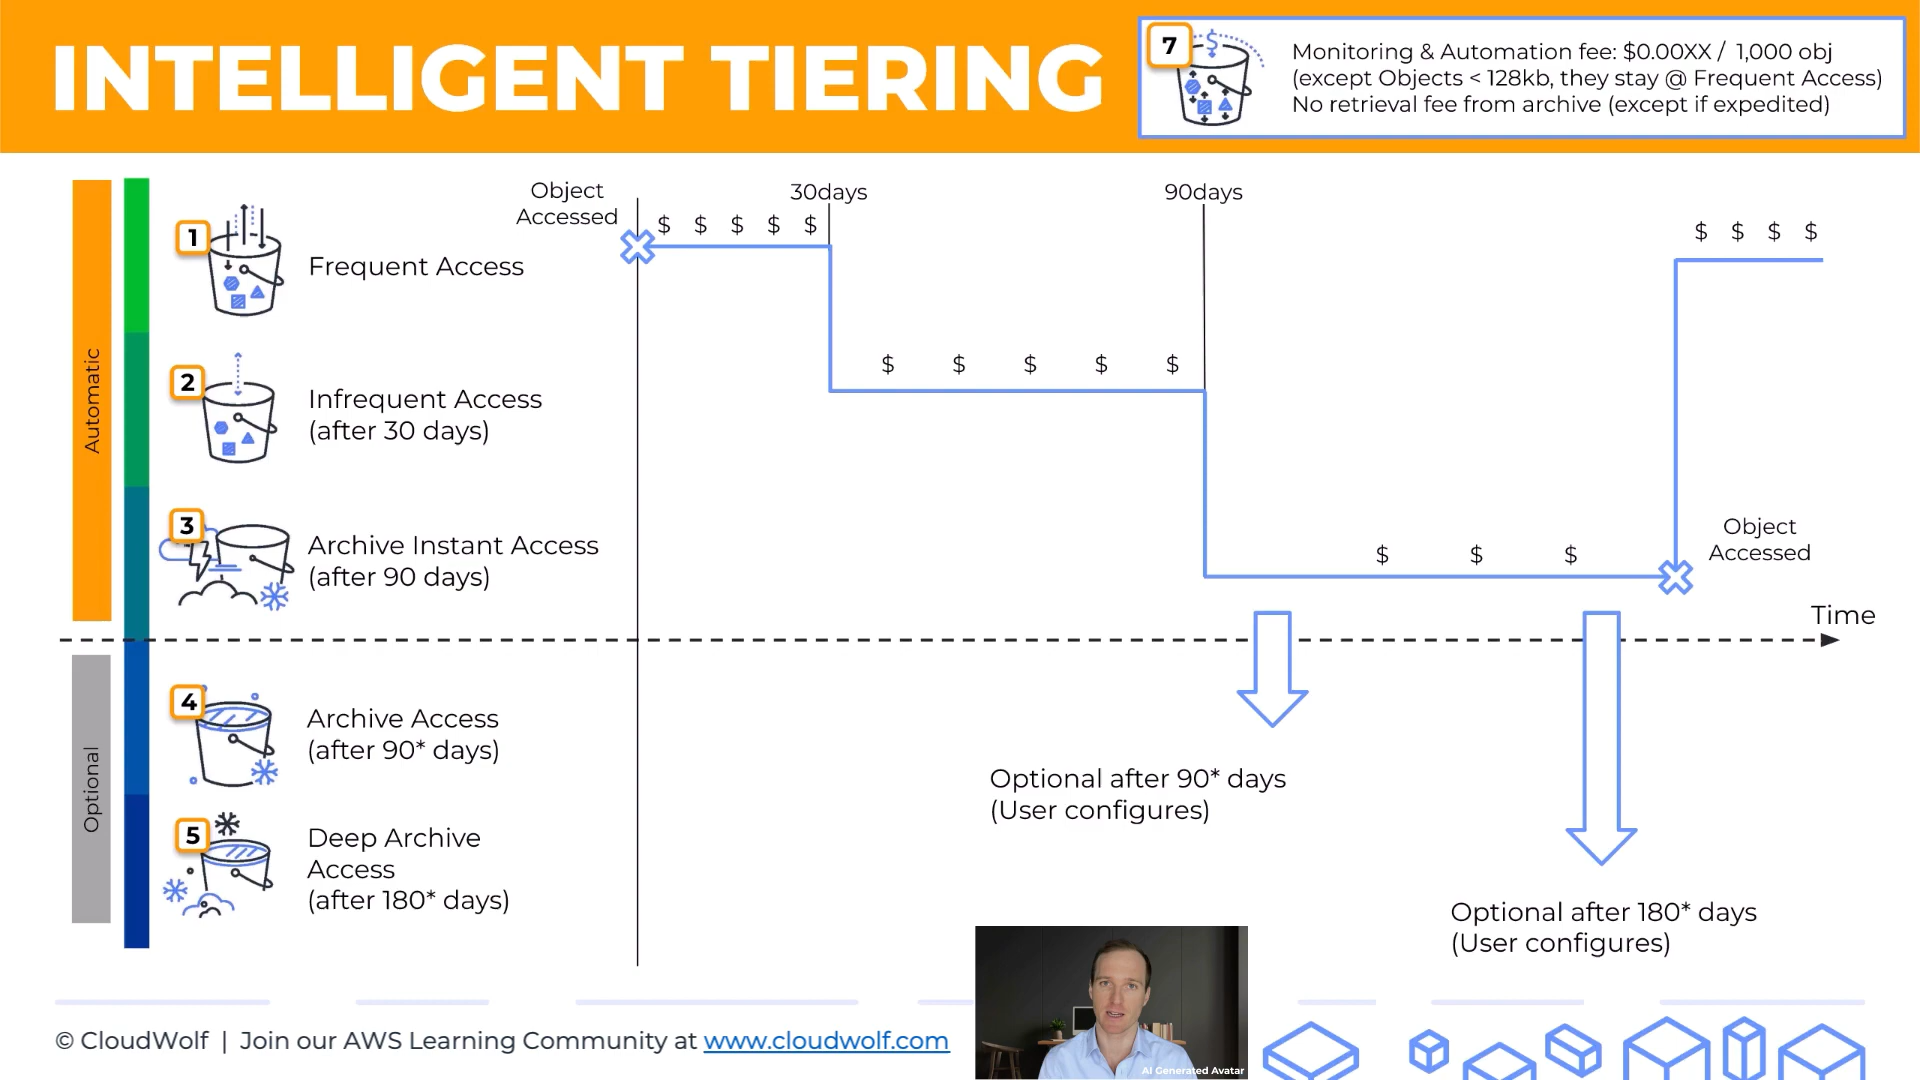 INTELLIGENT TIERING
7
Monitoring & Automation fee: $0.00XX / 1,000 obj
(except Objects < 128kb, they stay @ Frequent Access)
No retrieval fee from archive (except if expedited)
Automatic
1
Frequent Access
2
Infrequent Access
(after 30 days)
3
Archive Instant Access
(after 90 days)
Object
Accessed
$ $ $ $ $
30days
90days
$ $ $ $ $
$ $ $
$ $ $ $
Object
Accessed
Time
Optional
4
Archive Access
(after 90* days)
5
Deep Archive
Access
(after 180* days)
Optional after 90* days
(User configures)
Optional after 180* days
(User configures)
© CloudWolf | Join our AWS Learning Community at www.cloudwolf.com
AI Generated Avatar